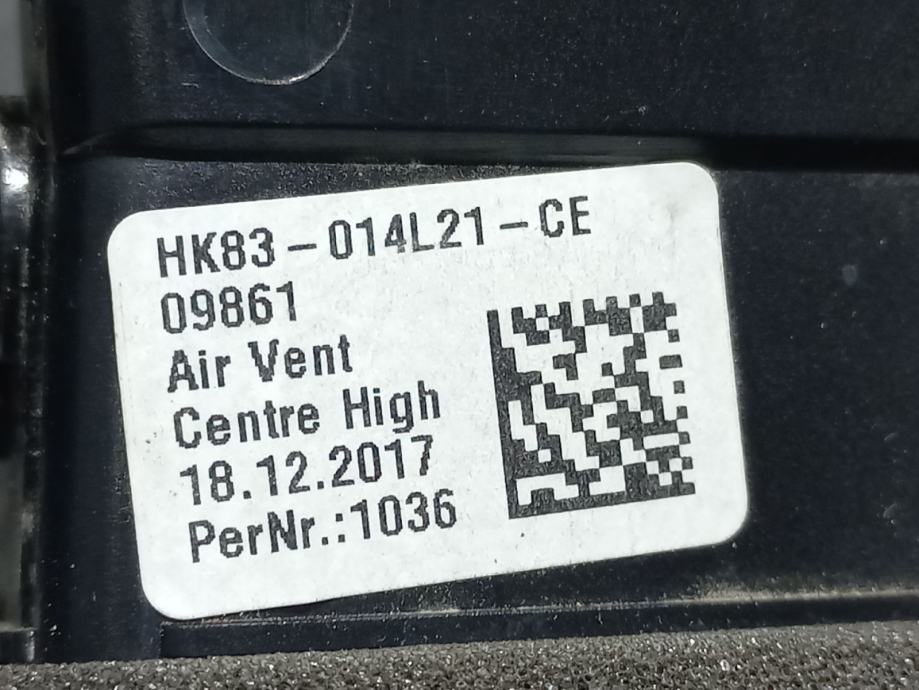 HK83-014L21-CE
09861
Air Vent
Centre High
18.12.2017
PerNr.:1036